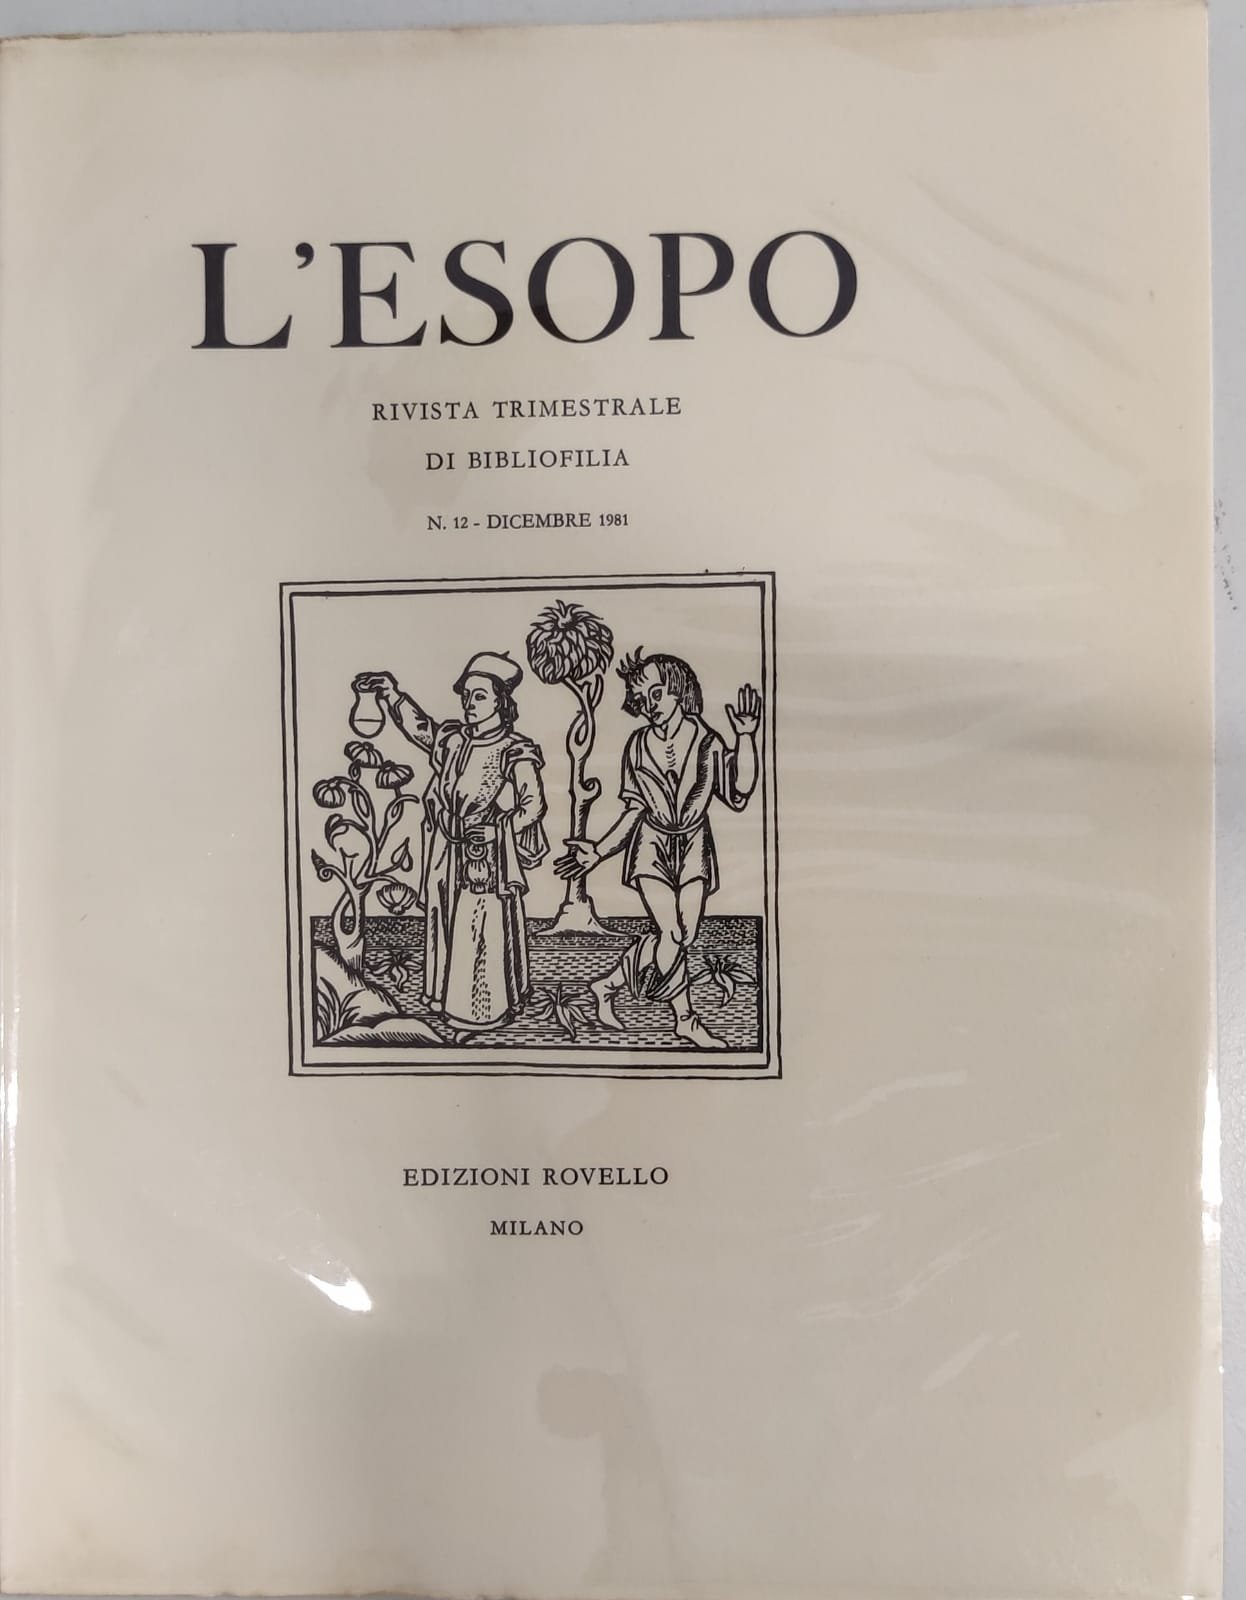 L'ESOPO
RIVISTA TRIMESTRALE
DI BIBLIOFILIA
N. 12 - DICEMBRE 1981
EDIZIONI ROVELLO
MILANO